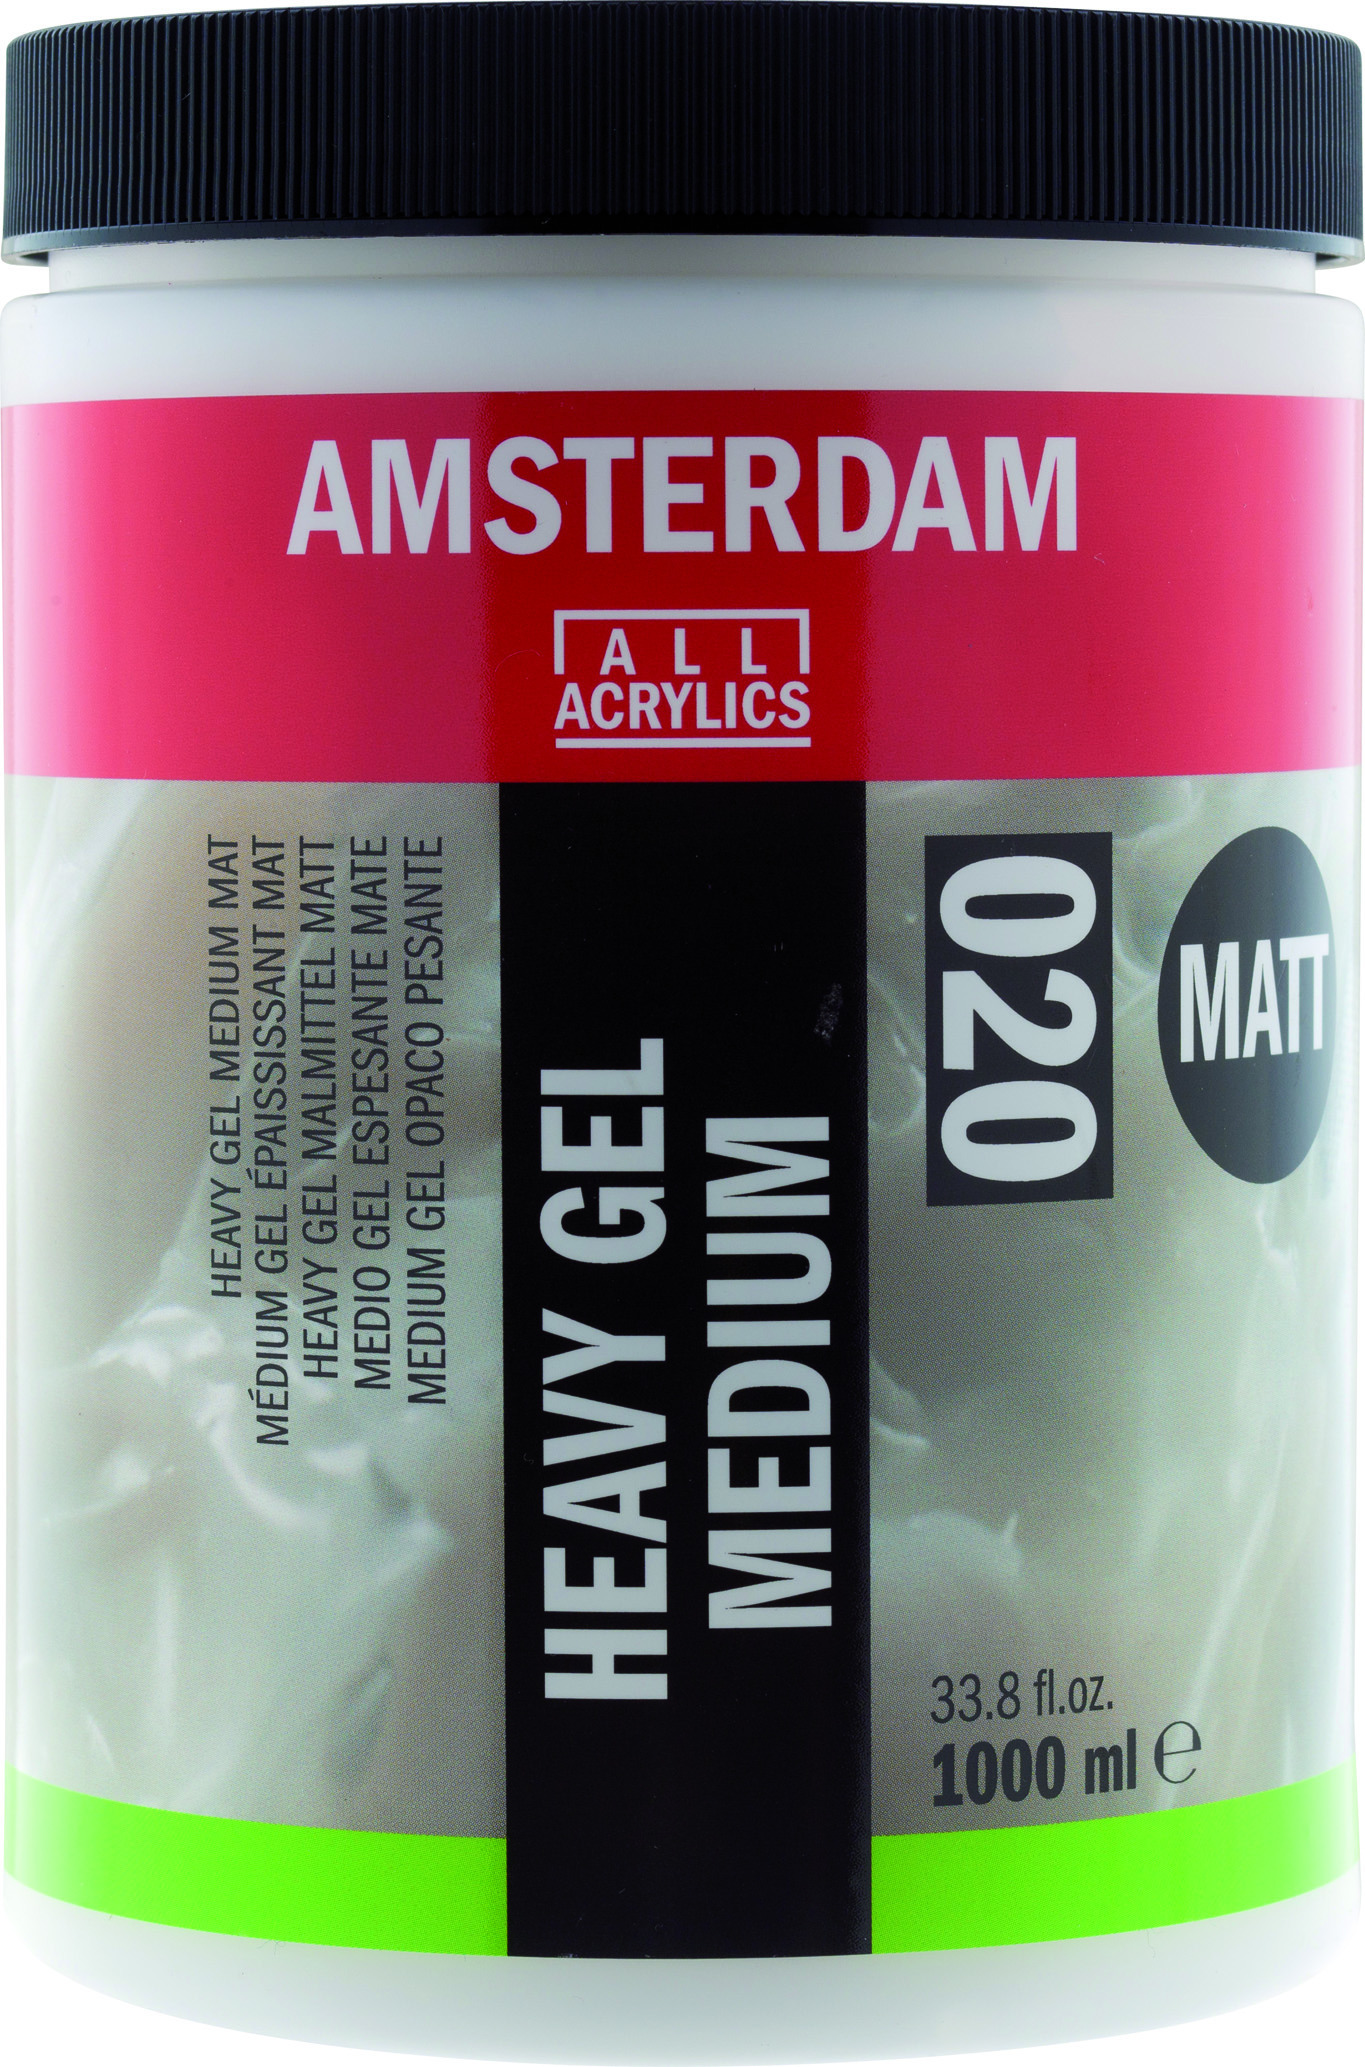 AMSTERDAM
ALL
ACRYLICS
HEAVY GEL MEDIUM MAT
MÉDIUM GEL ÉPAISSISSANT MAT
HEAVY GEL MALMITTEL MATT
MEDIO GEL ESPESANTE MATE
MEDIUM GEL OPACO PESANTE
HEAVY GEL
MEDIUM
020
MATT
33.8 fl.oz.
1000 ml ℮